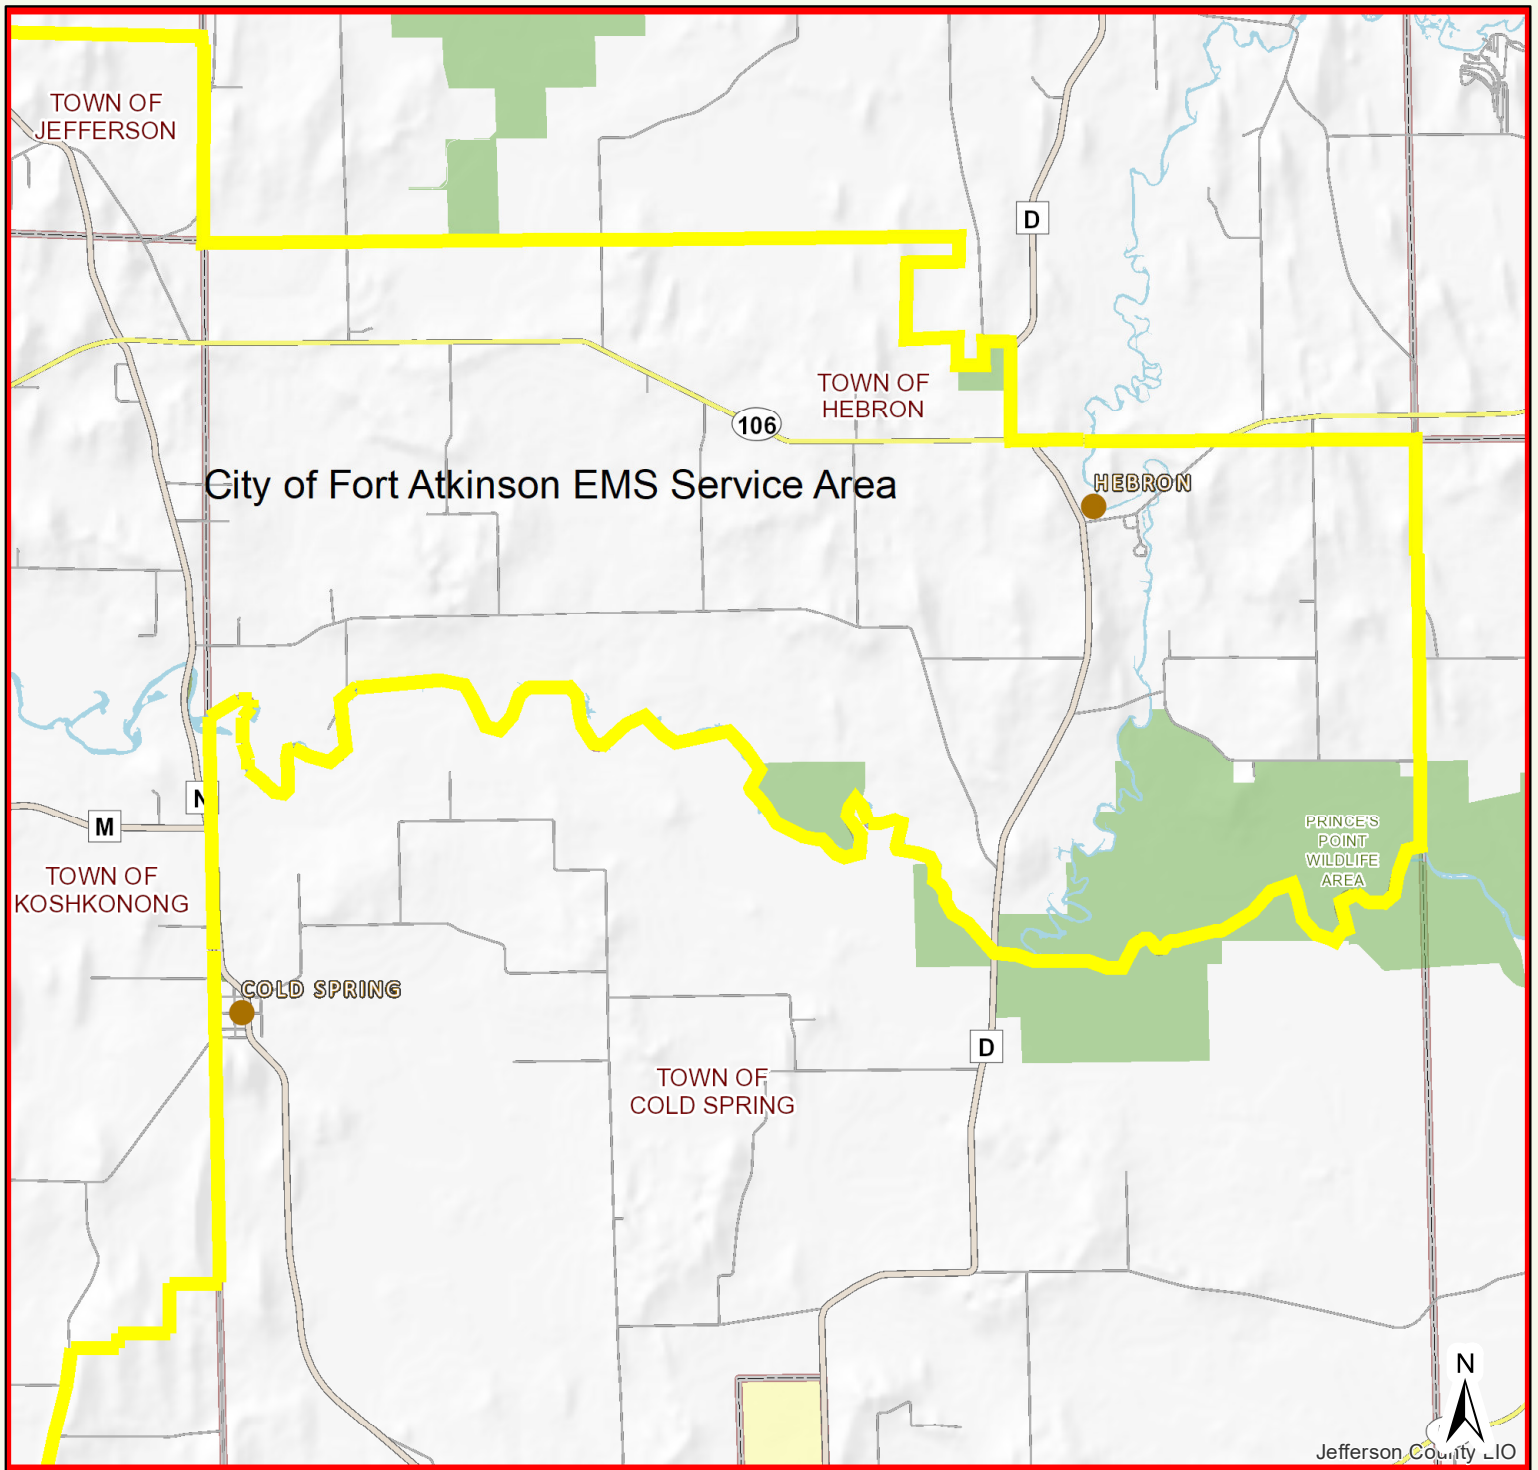 TOWN OF
JEFFERSON
D
TOWN OF
HEBRON
106
City of Fort Atkinson EMS Service Area
HEBRON
N
M
PRINCE'S
POINT
WILDLIFE
AREA
TOWN OF
KOSHKONONG
COLD SPRING
D
TOWN OF
COLD SPRING
N
Jefferson County LIO